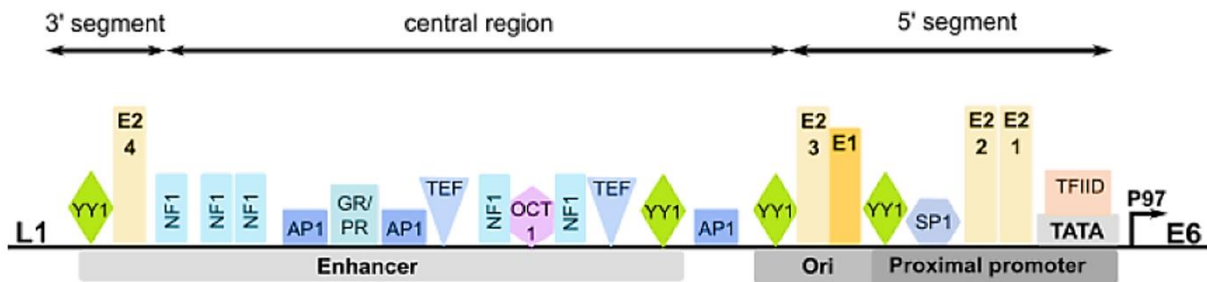 3' segment central region 5' segment
E2 E2 E2 E2
4 3 E1 2 1
P97
YY1 NF1 NF1 NF1 AP1 GR/ PR AP1 TEF NF1 OCT 1 NF1 TEF YY1 AP1 YY1 YY1 SP1 TFIID
L1 TATA E6
Enhancer Ori Proximal promoter